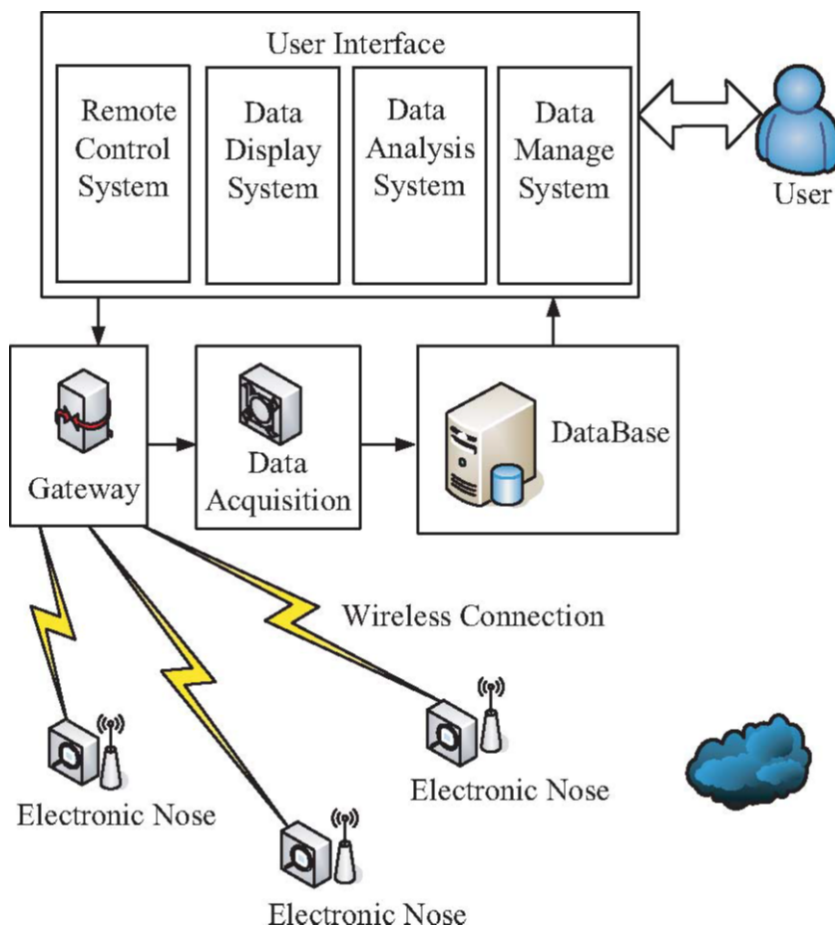 User Interface
Remote
Control
System
Data
Display
System
Data
Analysis
System
Data
Manage
System
User
Gateway
Data
Acquisition
DataBase
Wireless Connection
Electronic Nose
Electronic Nose
Electronic Nose